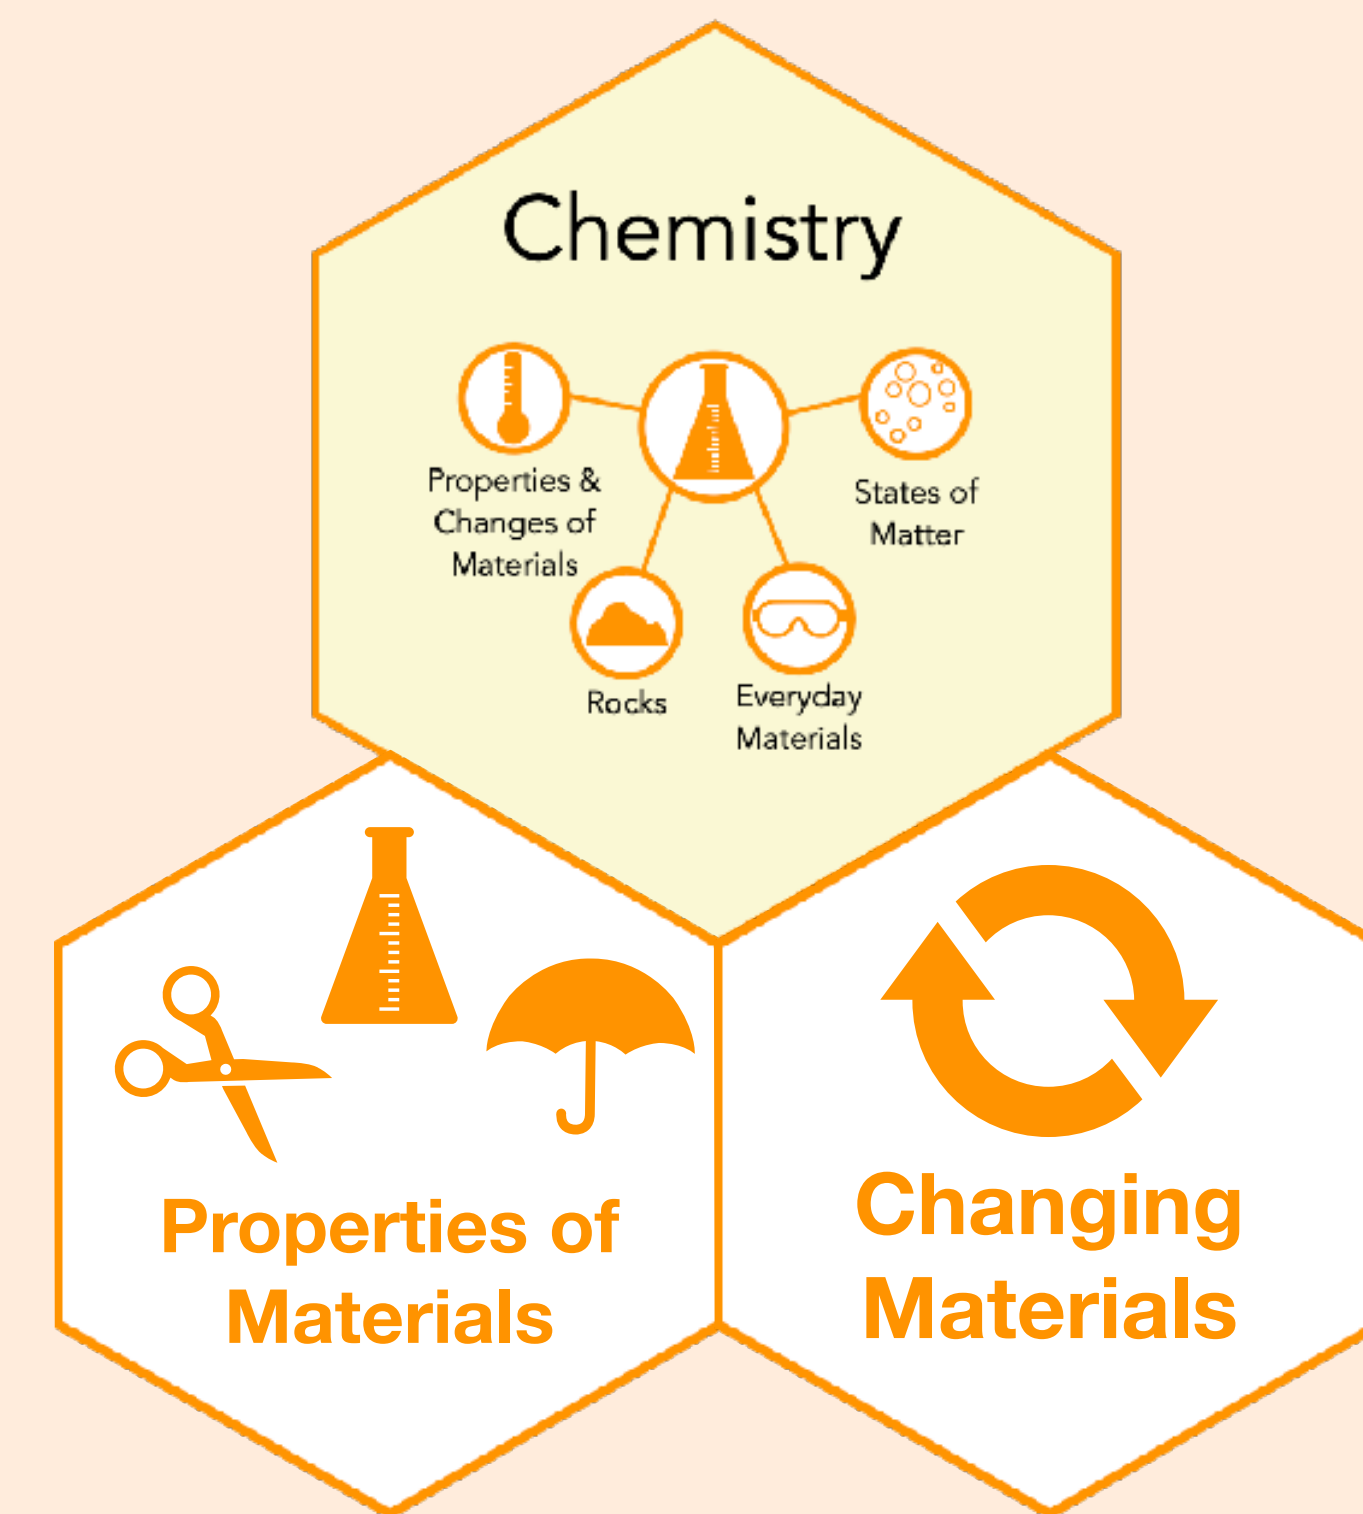 Chemistry
Properties &
Changes of
Materials
States of
Matter
Rocks
Everyday
Materials
Properties of
Materials
Changing
Materials